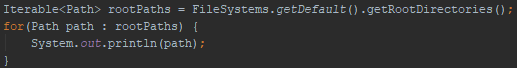 Iterable<Path> rootPaths = FileSystems.getDefault().getRootDirectories();
for(Path path : rootPaths) {
    System.out.println(path);
}